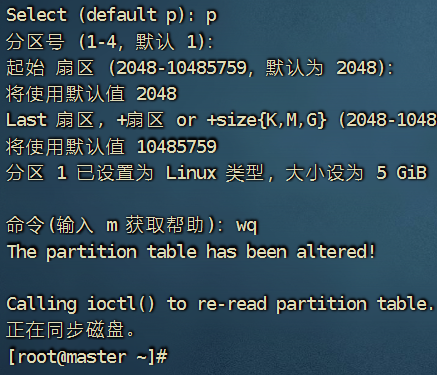 Select (default p): p
分区号 (1-4，默认 1)：
起始 扇区 (2048-10485759，默认为 2048)：
将使用默认值 2048
Last 扇区, +扇区 or +size{K,M,G} (2048-1048
将使用默认值 10485759
分区 1 已设置为 Linux 类型，大小设为 5 GiB
命令(输入 m 获取帮助)：wq
The partition table has been altered!
Calling ioctl() to re-read partition table.
正在同步磁盘。
[root@master ~]#